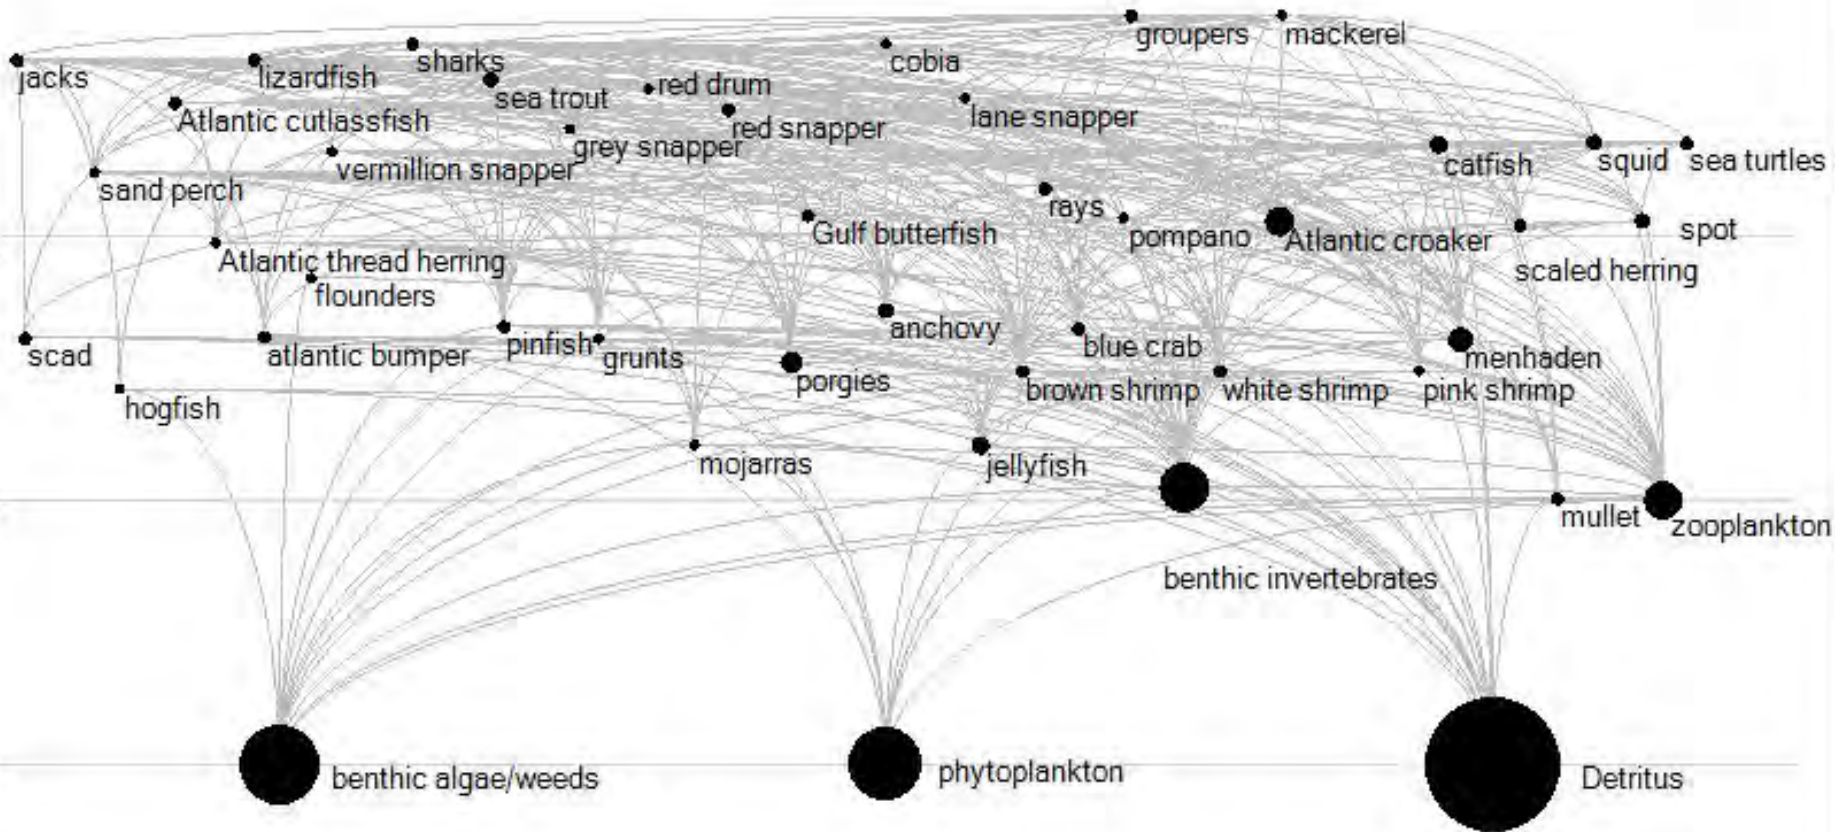 groupers
mackerel
sharks
cobia
jacks
lizardfish
red drum
sea trout
Atlantic cutlassfish
lane snapper
red snapper
grey snapper
vermillion snapper
catfish
squid
sea turtles
sand perch
rays
Gulf butterfish
pompano
Atlantic croaker
spot
Atlantic thread herring
scaled herring
flounders
anchovy
blue crab
pinfish
grunts
scad
atlantic bumper
menhaden
porgies
brown shrimp
white shrimp
pink shrimp
hogfish
mojarras
jellyfish
mullet
zooplankton
benthic invertebrates
benthic algae/weeds
phytoplankton
Detritus